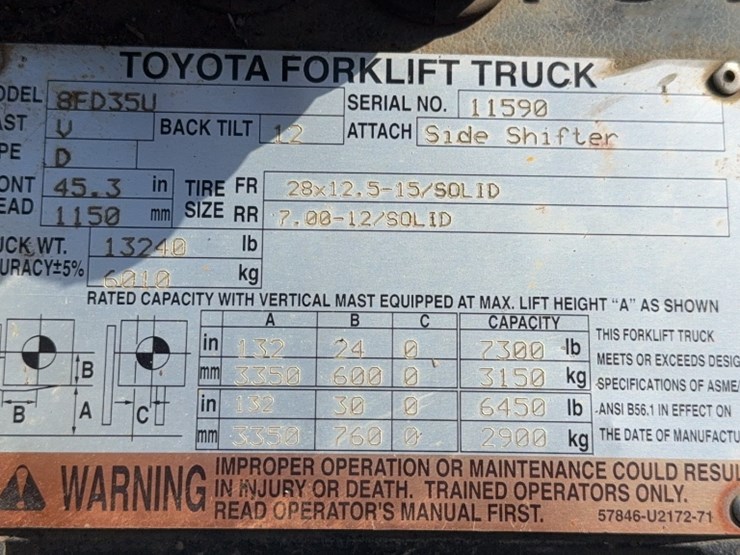 TOYOTA FORKLIFT TRUCK
ODEL 8FD35U SERIAL NO. 11590
AST V BACK TILT 12 ATTACH Side Shifter
PE D
ONT 45.3 in TIRE FR 28x12.5-15/SOLID
EAD 1150 mm SIZE RR 7.00-12/SOLID
UCK WT. 13240 lb
URACY±5% 6010 kg
RATED CAPACITY WITH VERTICAL MAST EQUIPPED AT MAX. LIFT HEIGHT "A" AS SHOWN
A B C CAPACITY
in 132 24 0 7300 lb
mm 3350 600 0 3150 kg
in 132 30 0 6450 lb
mm 3350 760 0 2900 kg
B
B A C
THIS FORKLIFT TRUCK
MEETS OR EXCEEDS DESIG
SPECIFICATIONS OF ASME/
ANSI B56.1 IN EFFECT ON
THE DATE OF MANUFACTU
WARNING
IMPROPER OPERATION OR MAINTENANCE COULD RESUL
IN INJURY OR DEATH. TRAINED OPERATORS ONLY.
READ OPERATOR'S MANUAL FIRST. 57846-U2172-71